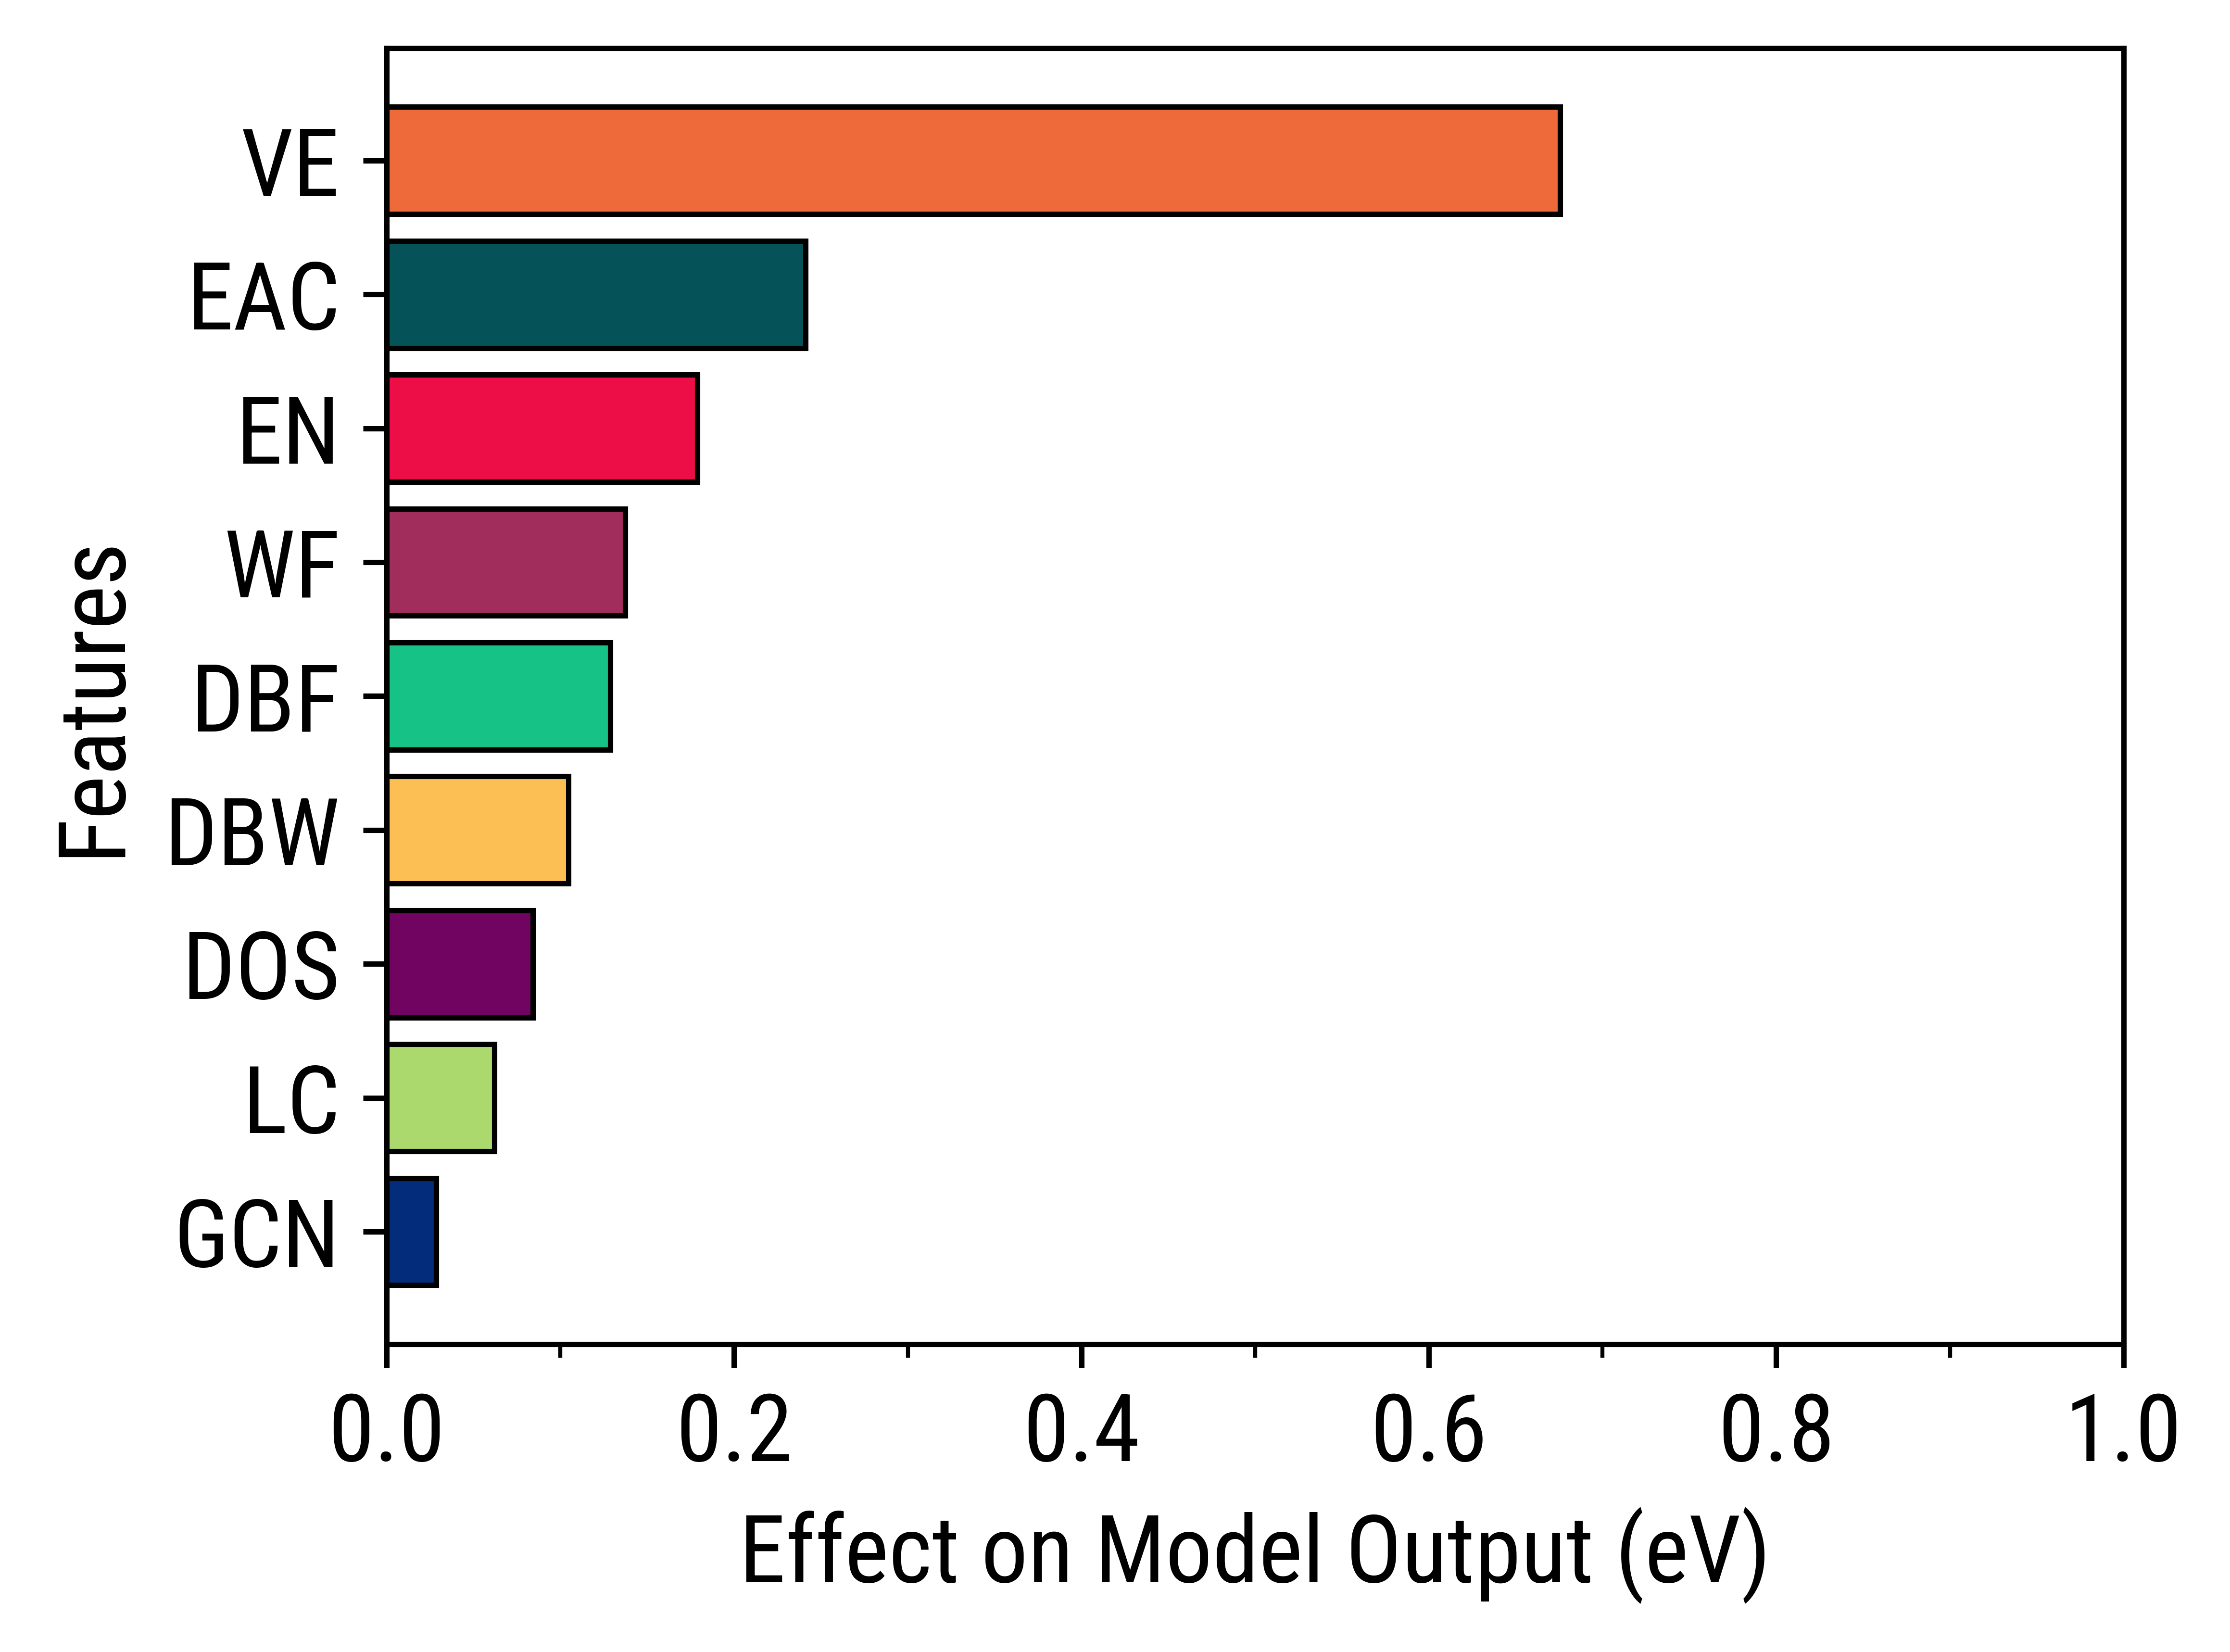 Features
VE
EAC
EN
WF
DBF
DBW
DOS
LC
GCN
0.0 0.2 0.4 0.6 0.8 1.0
Effect on Model Output (eV)